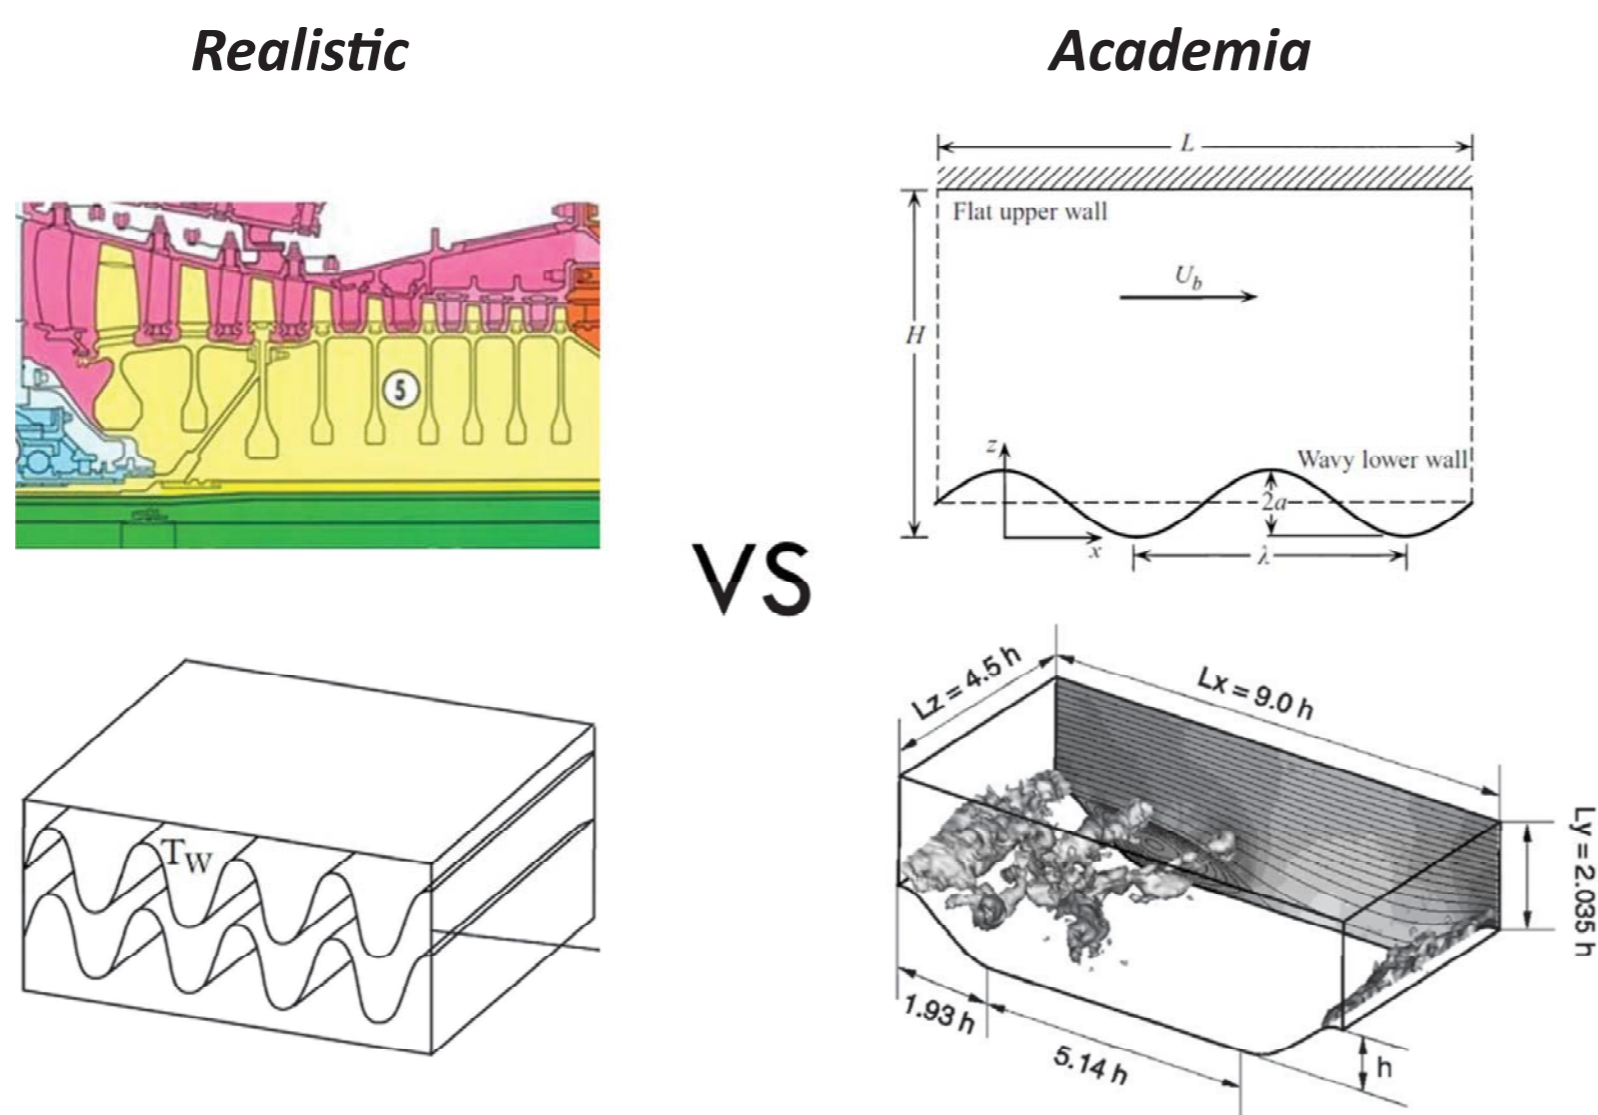 Realistic
Academia
L
Flat upper wall
U_b
H
z
Wavy lower wall
2a
x
λ
5
VS
T_W
Lz = 4.5 h
Lx = 9.0 h
Ly = 2.035 h
1.93 h
5.14 h
h